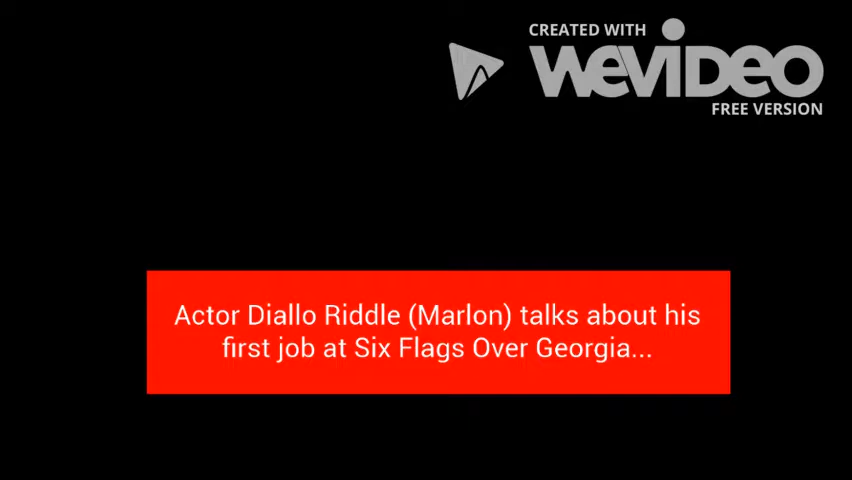 CREATED WITH
WEVIDEO
FREE VERSION
Actor Diallo Riddle (Marlon) talks about his
first job at Six Flags Over Georgia...